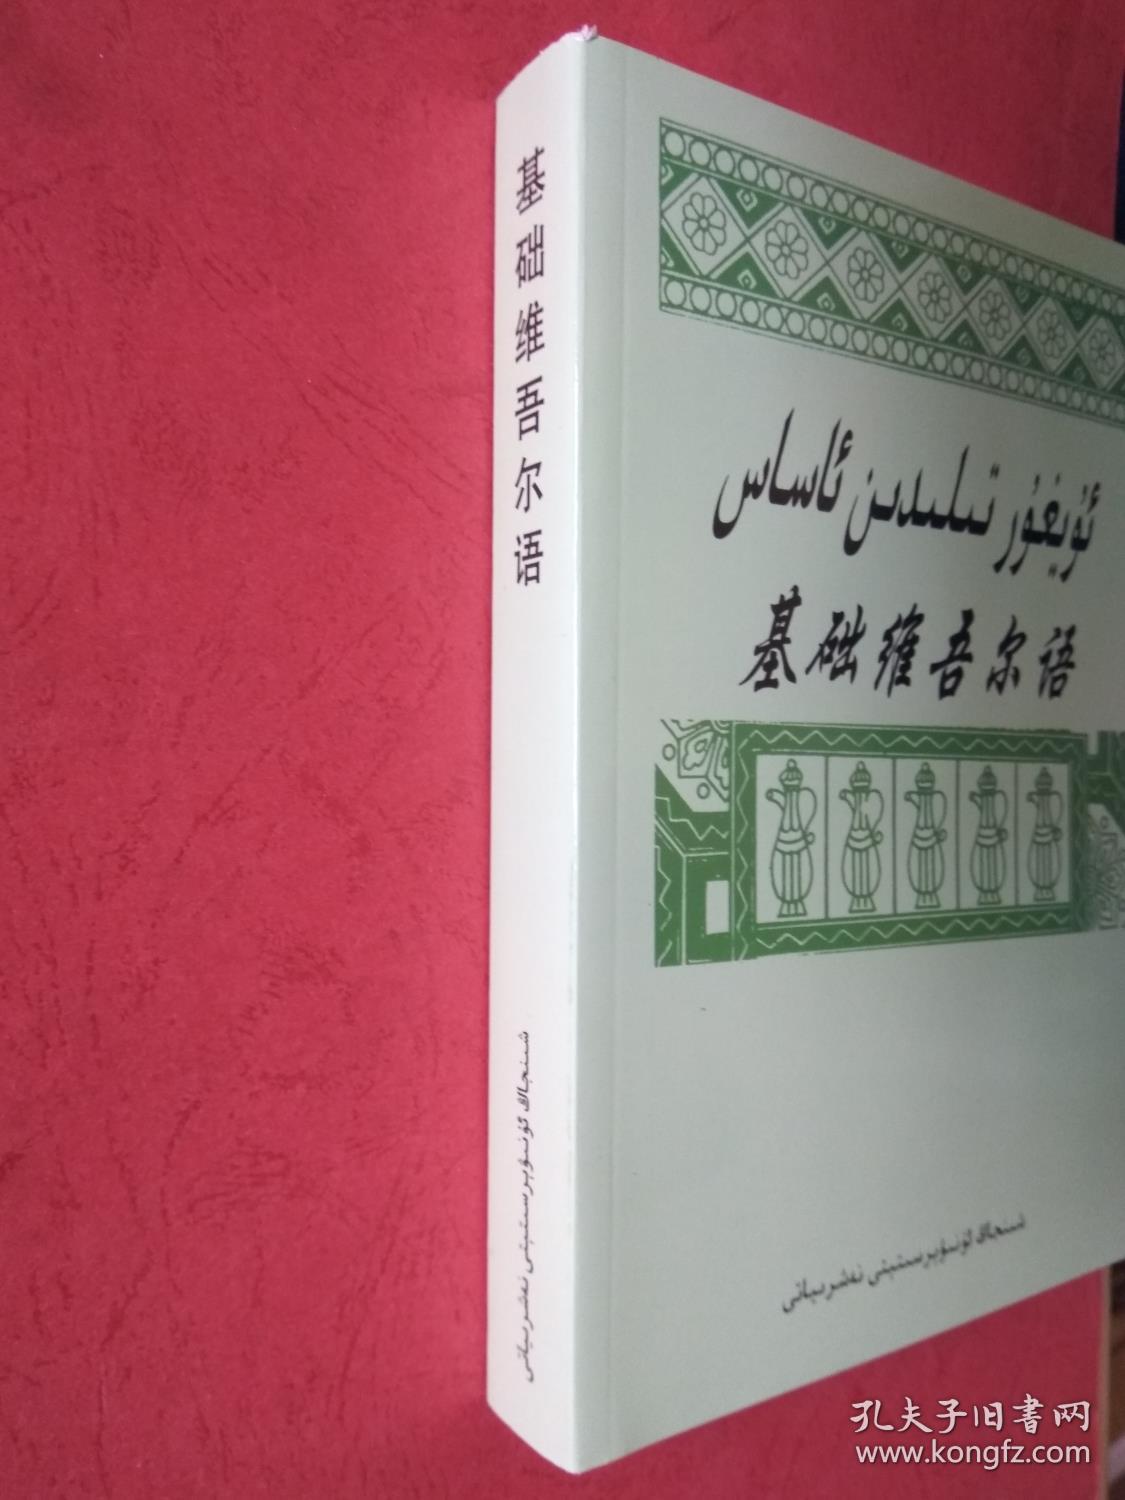 基础维吾尔语
شىنجاڭ ئۇنىۋېرسىتېتى نەشرىياتى
ئۇيغۇر تىلىدىن ئاساس
基础维吾尔语
شىنجاڭ ئۇنىۋېرسىتېتى نەشرىياتى
孔夫子旧書网
www.kongfz.com